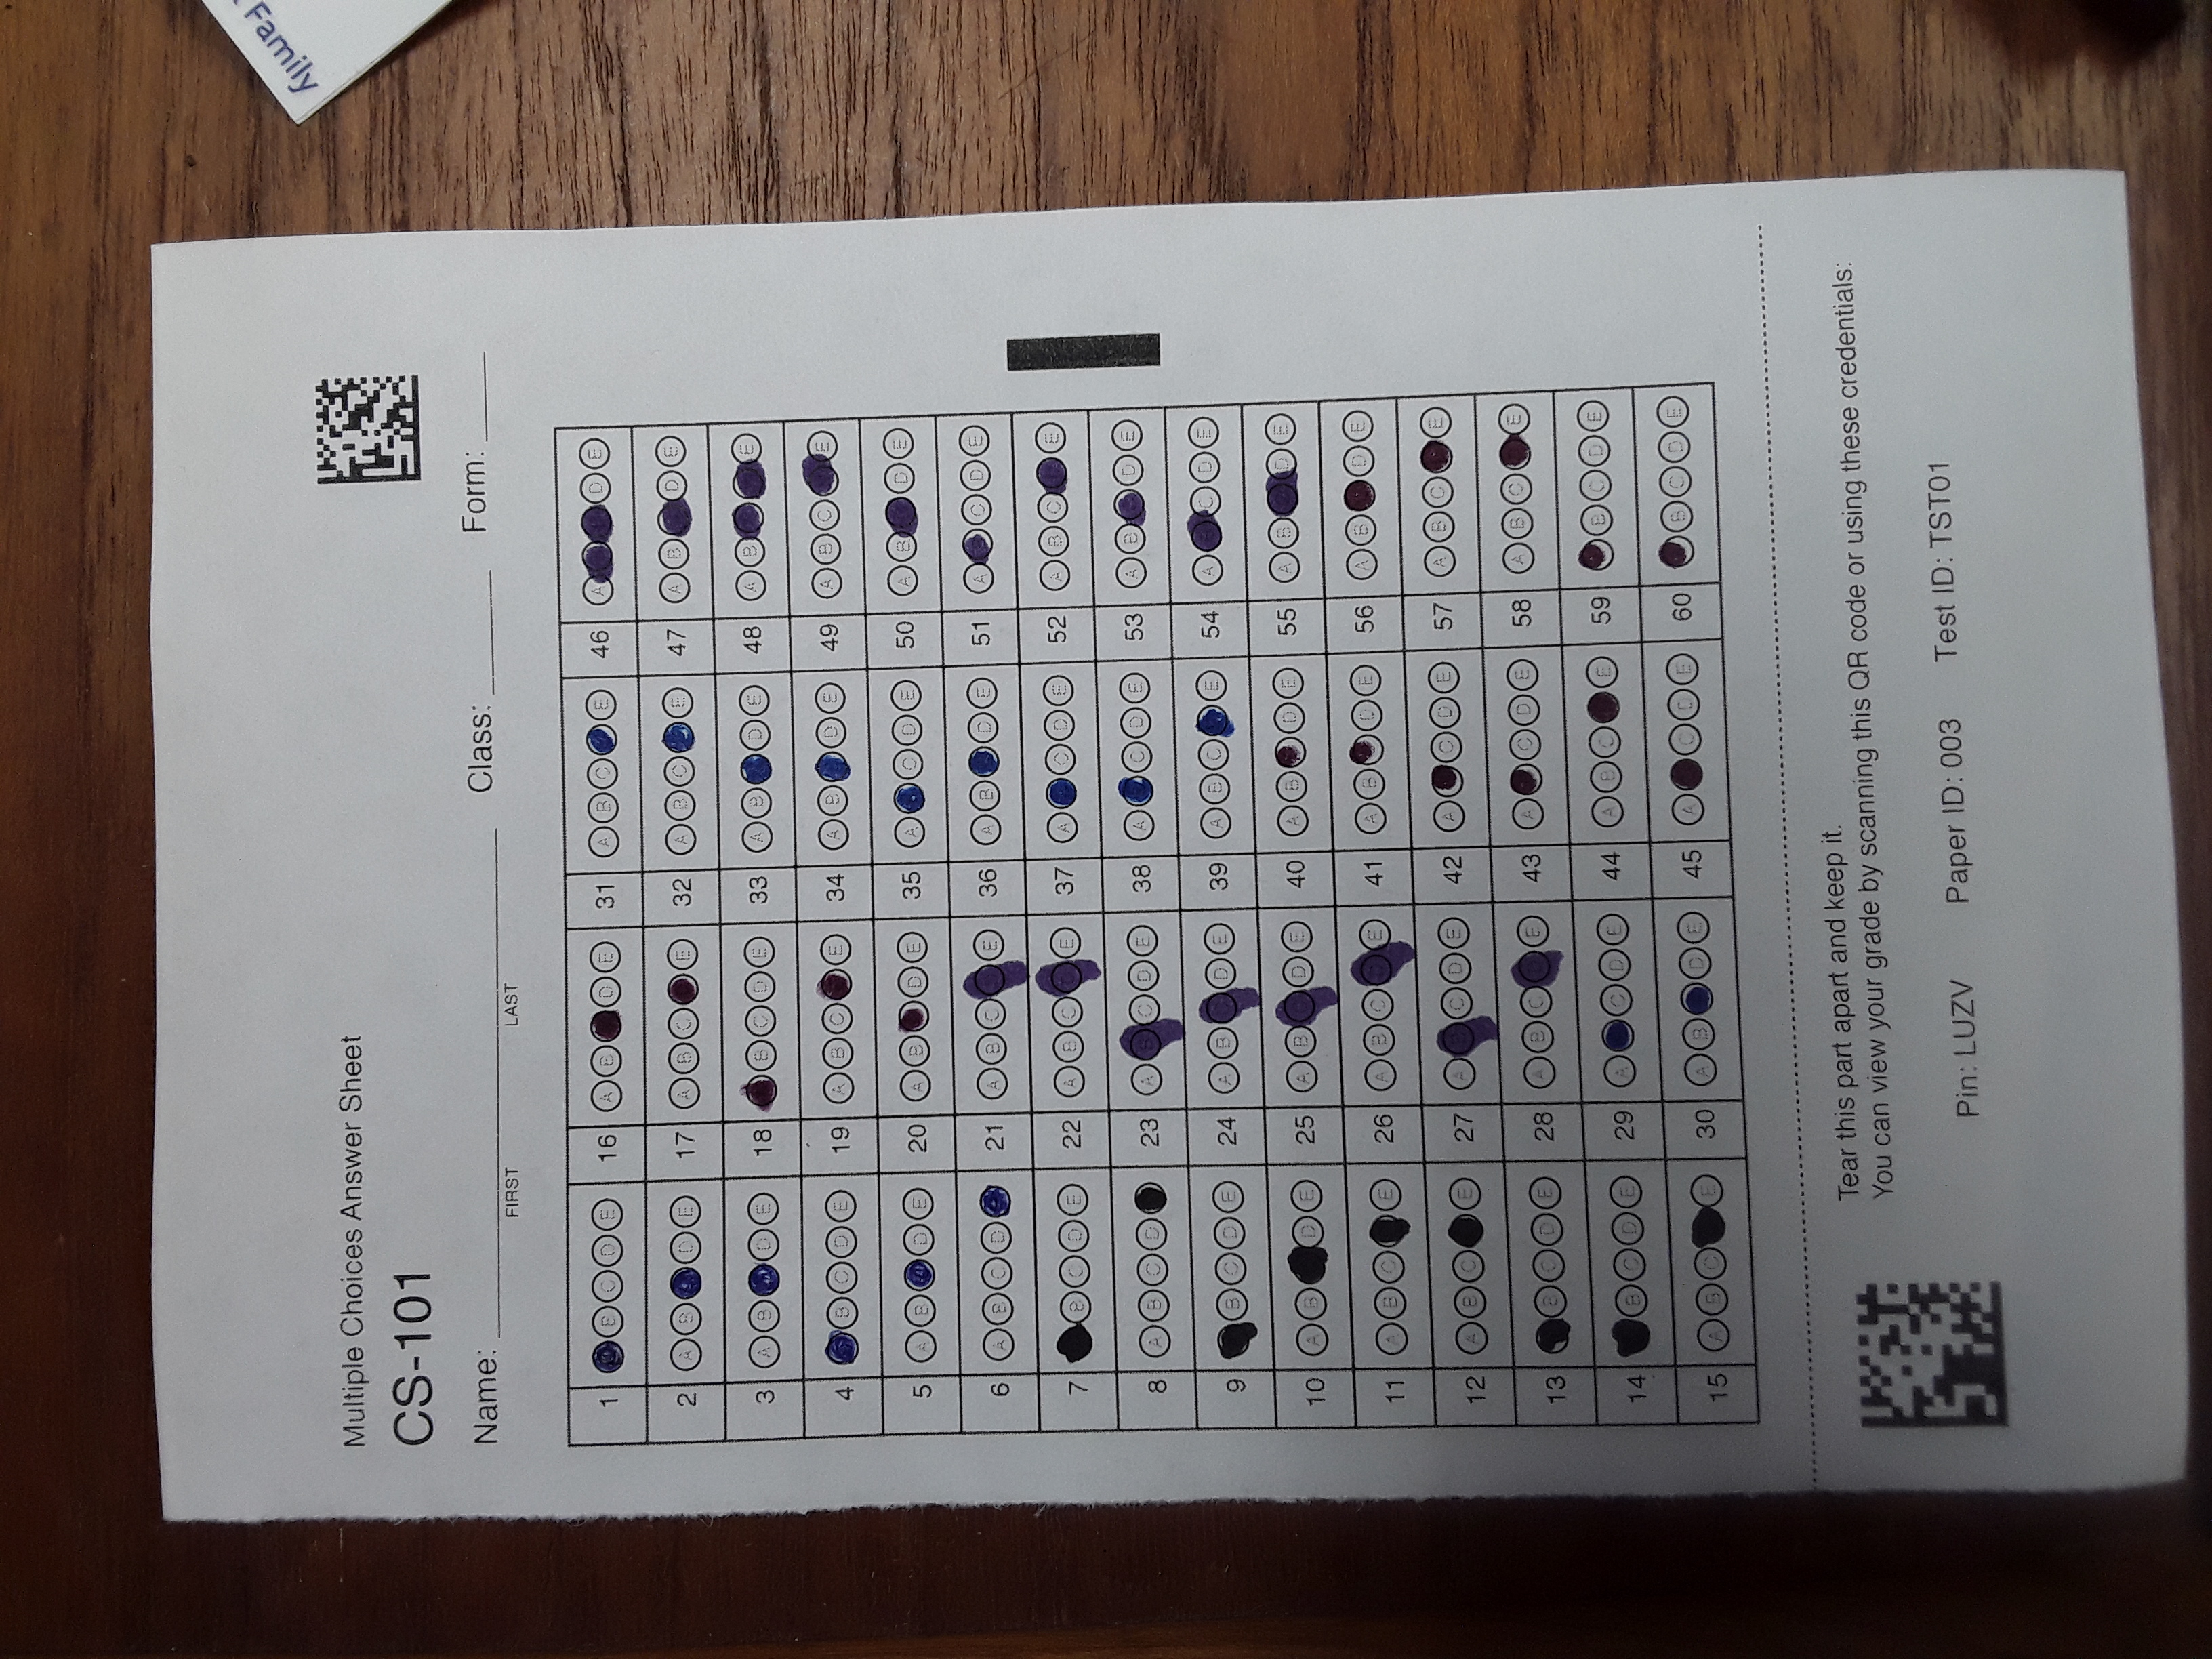 Family
Multiple Choices Answer Sheet
CS-101
Name: Class: Form:
FIRST LAST
1 A B C D E 16 A B D E 31 A B C E 46 A D E
2 A B D E 17 A B C E 32 A B C E 47 A B D E
3 A B D E 18 B C D E 33 A B D E 48 A B E
4 B C D E 19 A B C E 34 A B D E 49 A B C E
5 A B D E 20 A B D E 35 A C D E 50 A B D E
6 A B C D 21 A B C E 36 A B D E 51 A B C D E
7 B C D E 22 A B C E 37 A C D E 52 A B C E
8 A B C D 23 A B C D E 38 A C D E 53 A B D E
9 B C D E 24 A B D E 39 A B C E 54 A C D E
10 A B D E 25 A B D E 40 A B D E 55 A B D E
11 A B C E 26 A B C E 41 A B D E 56 A B D E
12 A B C E 27 A C D E 42 A C D E 57 A B C E
13 B C D E 28 A B C E 43 A C D E 58 A B C E
14 B C D E 29 A C D E 44 A B C E 59 B C D E
15 A B C E 30 A B D E 45 A C D E 60 B C D E
Tear this part apart and keep it.
You can view your grade by scanning this QR code or using these credentials:
Pin: LUZV Paper ID: 003 Test ID: TST01